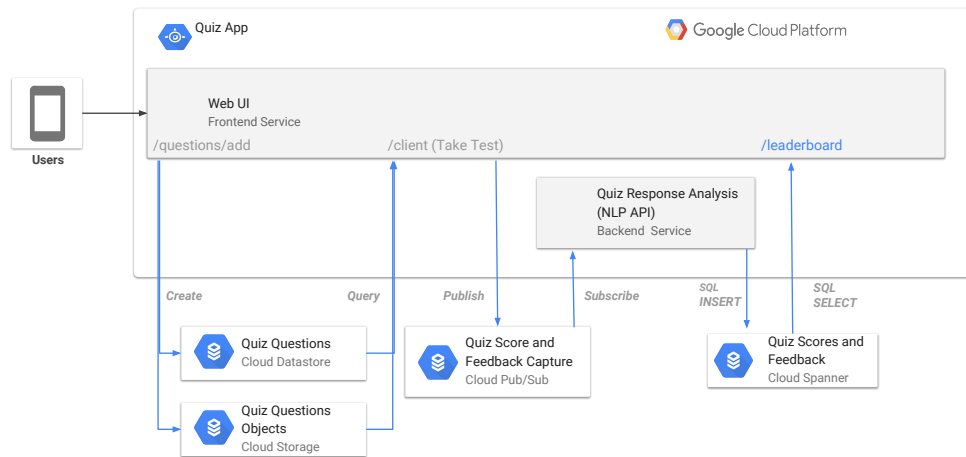 Quiz App
Google Cloud Platform
Web UI
Frontend Service
Users
/questions/add
/client (Take Test)
/leaderboard
Quiz Response Analysis
(NLP API)
Backend Service
Create
Query
Publish
Subscribe
SQL
INSERT
SQL
SELECT
Quiz Questions
Cloud Datastore
Quiz Score and
Feedback Capture
Cloud Pub/Sub
Quiz Scores and
Feedback
Cloud Spanner
Quiz Questions
Objects
Cloud Storage